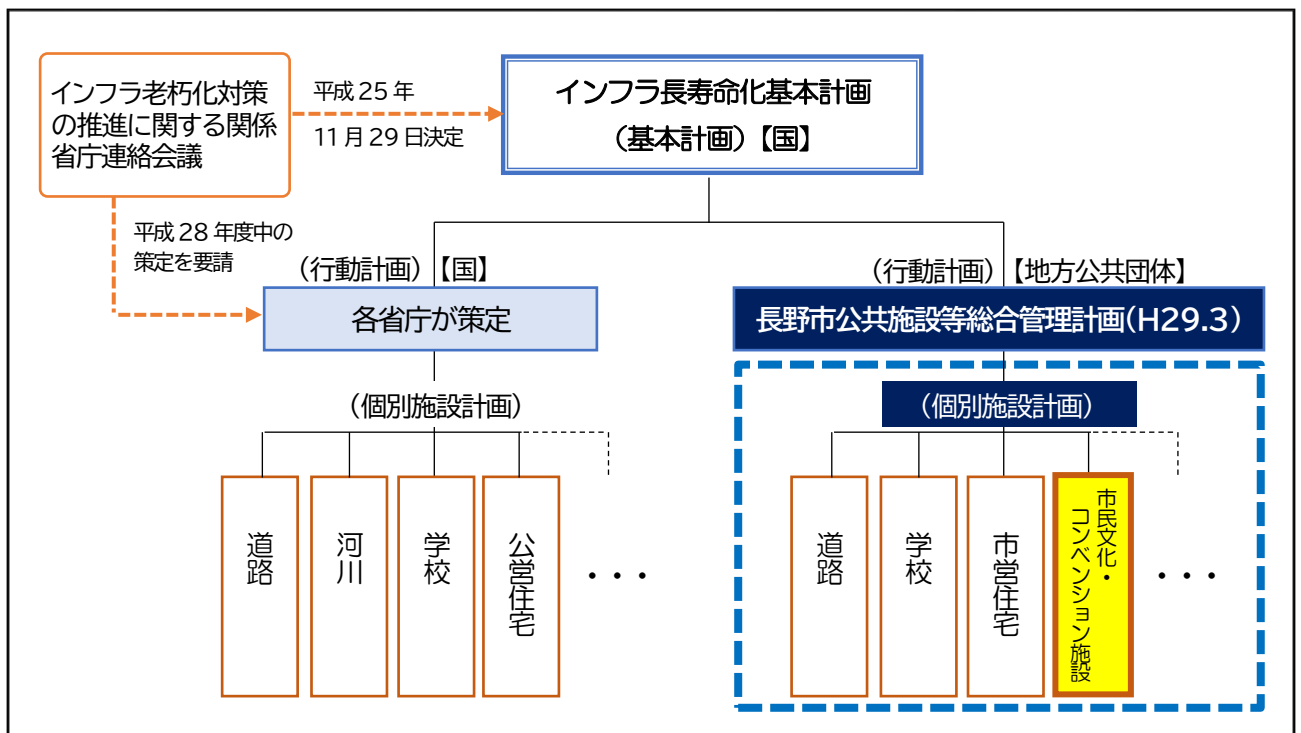 インフラ老朽化対策
の推進に関する関係
省庁連絡会議
平成25年
11月29日決定
インフラ長寿命化基本計画
（基本計画）【国】
平成28年度中の
策定を要請
（行動計画）【国】
各省庁が策定
（個別施設計画）
道路
河川
学校
公営住宅
・・・
（行動計画）【地方公共団体】
長野市公共施設等総合管理計画(H29.3)
（個別施設計画）
道路
学校
市営住宅
市民文化・
コンベンション施設
・・・